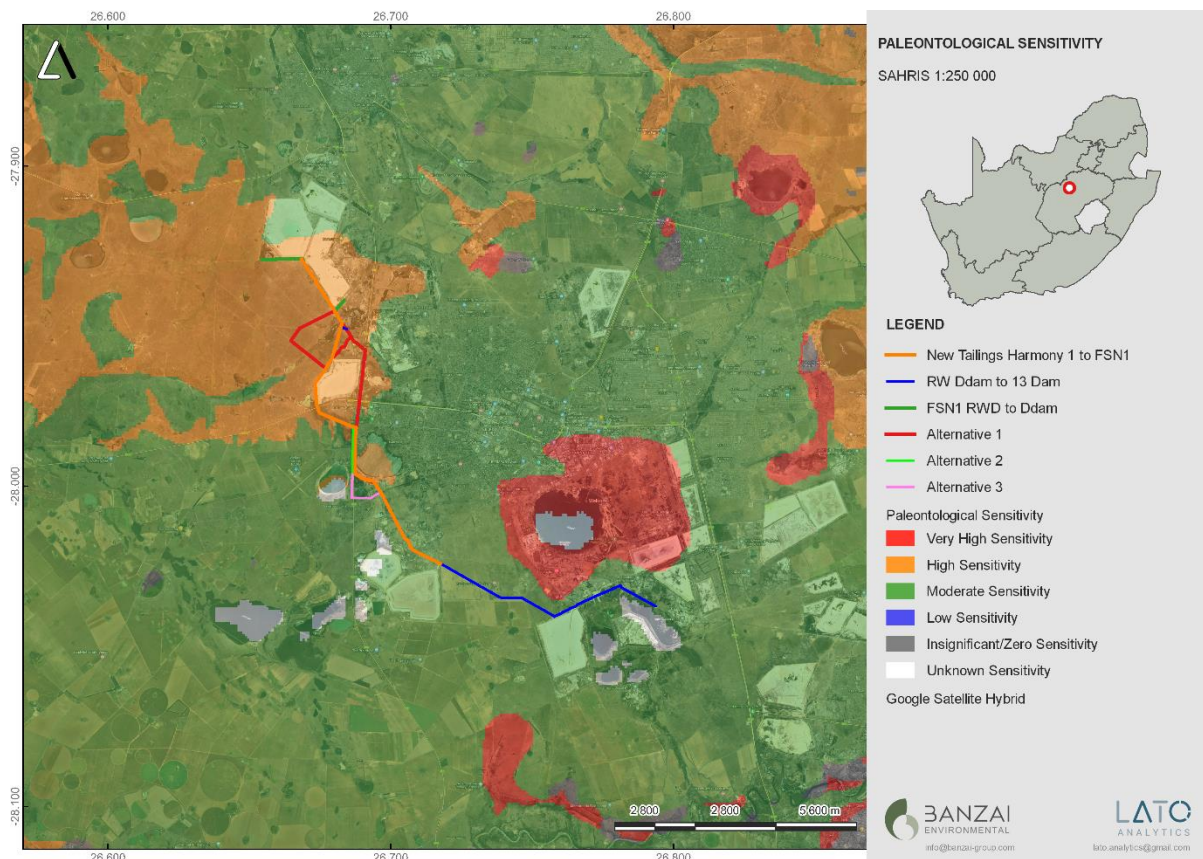 26.600
26.700
26.800
-27.900
-28.000
-28.100
26.600
26.700
26.800
2 800
2 800
5 600 m
PALEONTOLOGICAL SENSITIVITY
SAHRIS 1:250 000
LEGEND
New Tailings Harmony 1 to FSN1
RW Ddam to 13 Dam
FSN1 RWD to Ddam
Alternative 1
Alternative 2
Alternative 3
Paleontological Sensitivity
Very High Sensitivity
High Sensitivity
Moderate Sensitivity
Low Sensitivity
Insignificant/Zero Sensitivity
Unknown Sensitivity
Google Satellite Hybrid
BANZAI
ENVIRONMENTAL
info@banzai-group.com
LATO
ANALYTICS
lato.analytics@gmail.com